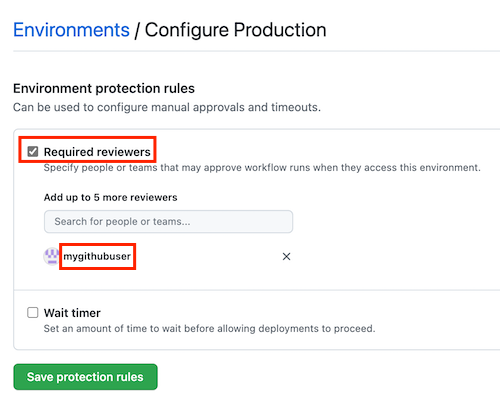 Environments / Configure Production
Environment protection rules
Can be used to configure manual approvals and timeouts.
Required reviewers
Specify people or teams that may approve workflow runs when they access this environment.
Add up to 5 more reviewers
Search for people or teams...
mygithubuser
Wait timer
Set an amount of time to wait before allowing deployments to proceed.
Save protection rules